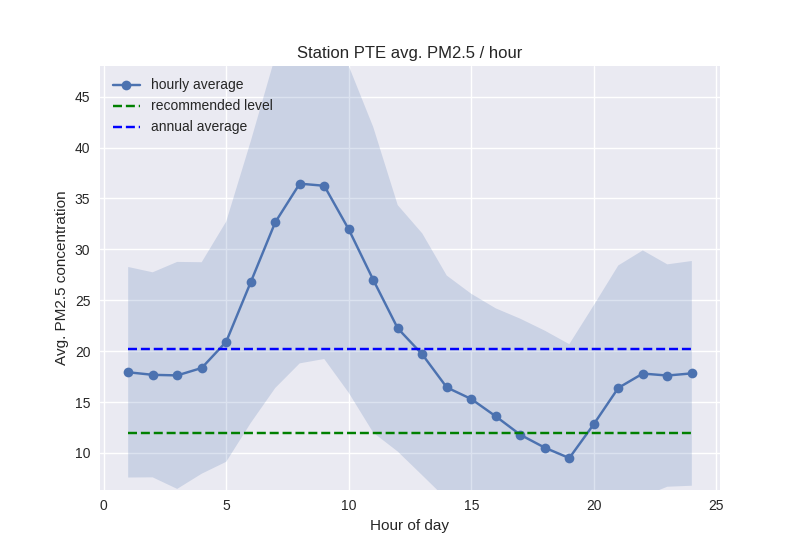 Station PTE avg. PM2.5 / hour
hourly average
recommended level
annual average
45
40
35
30
25
20
15
10
Avg. PM2.5 concentration
0 5 10 15 20 25
Hour of day